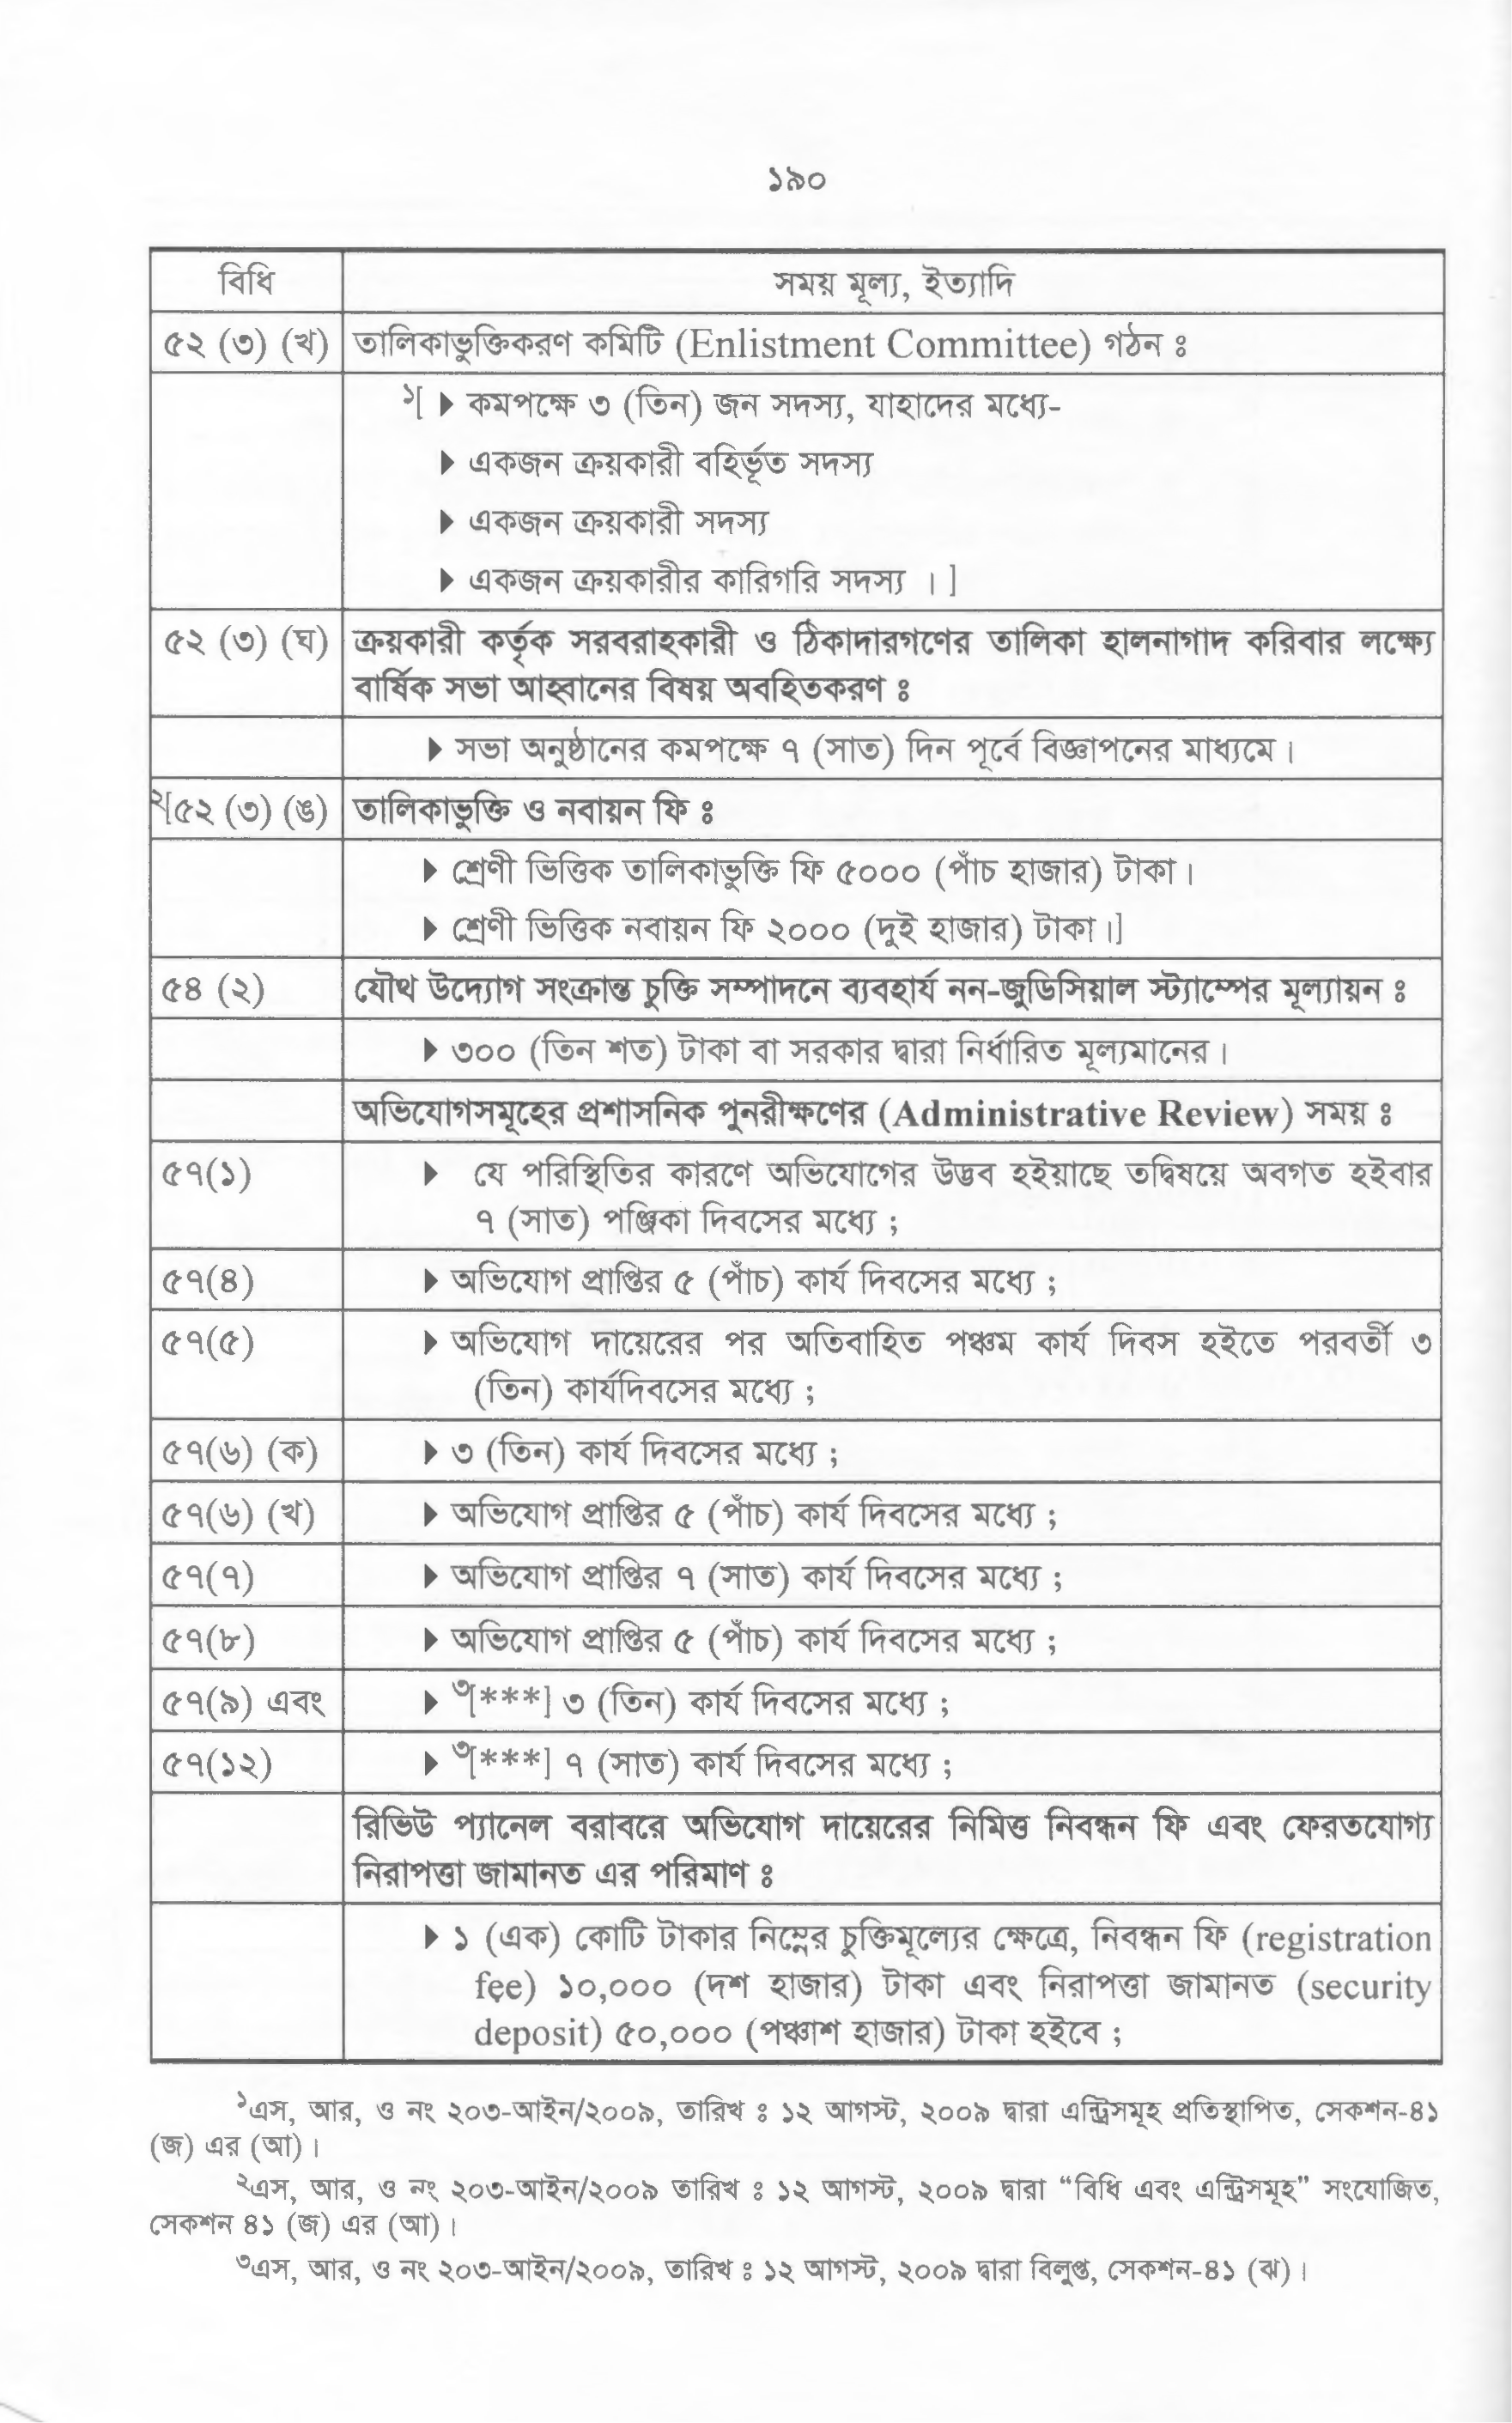 ১৯০
বিধি সময় মূল্য, ইত্যাদি
৫২ (৩) (খ) তালিকাভুক্তিকরণ কমিটি (Enlistment Committee) গঠন ঃ
১[ ▶ কমপক্ষে ৩ (তিন) জন সদস্য, যাহাদের মধ্যে-
▶ একজন ক্রয়কারী বহির্ভূত সদস্য
▶ একজন ক্রয়কারী সদস্য
▶ একজন ক্রয়কারীর কারিগরি সদস্য । ]
৫২ (৩) (ঘ) ক্রয়কারী কর্তৃক সরবরাহকারী ও ঠিকাদারগণের তালিকা হালনাগাদ করিবার লক্ষ্যে
বার্ষিক সভা আহ্বানের বিষয় অবহিতকরণ ঃ
▶ সভা অনুষ্ঠানের কমপক্ষে ৭ (সাত) দিন পূর্বে বিজ্ঞাপনের মাধ্যমে।
২[৫২ (৩) (ঙ) তালিকাভুক্তি ও নবায়ন ফি ঃ
▶ শ্রেণী ভিত্তিক তালিকাভুক্তি ফি ৫০০০ (পাঁচ হাজার) টাকা।
▶ শ্রেণী ভিত্তিক নবায়ন ফি ২০০০ (দুই হাজার) টাকা।]
৫৪ (২) যৌথ উদ্যোগ সংক্রান্ত চুক্তি সম্পাদনে ব্যবহার্য নন-জুডিসিয়াল স্ট্যাম্পের মূল্যায়ন ঃ
▶ ৩০০ (তিন শত) টাকা বা সরকার দ্বারা নির্ধারিত মূল্যমানের।
অভিযোগসমূহের প্রশাসনিক পুনরীক্ষণের (Administrative Review) সময় ঃ
৫৭(১) ▶ যে পরিস্থিতির কারণে অভিযোগের উদ্ভব হইয়াছে তদ্বিষয়ে অবগত হইবার
৭ (সাত) পঞ্জিকা দিবসের মধ্যে ;
৫৭(৪) ▶ অভিযোগ প্রাপ্তির ৫ (পাঁচ) কার্য দিবসের মধ্যে ;
৫৭(৫) ▶ অভিযোগ দায়েরের পর অতিবাহিত পঞ্চম কার্য দিবস হইতে পরবর্তী ৩
(তিন) কার্যদিবসের মধ্যে ;
৫৭(৬) (ক) ▶ ৩ (তিন) কার্য দিবসের মধ্যে ;
৫৭(৬) (খ) ▶ অভিযোগ প্রাপ্তির ৫ (পাঁচ) কার্য দিবসের মধ্যে ;
৫৭(৭) ▶ অভিযোগ প্রাপ্তির ৭ (সাত) কার্য দিবসের মধ্যে ;
৫৭(৮) ▶ অভিযোগ প্রাপ্তির ৫ (পাঁচ) কার্য দিবসের মধ্যে ;
৫৭(৯) এবং ▶ ৩[***] ৩ (তিন) কার্য দিবসের মধ্যে ;
৫৭(১২) ▶ ৩[***] ৭ (সাত) কার্য দিবসের মধ্যে ;
রিভিউ প্যানেল বরাবরে অভিযোগ দায়েরের নিমিত্ত নিবন্ধন ফি এবং ফেরতযোগ্য
নিরাপত্তা জামানত এর পরিমাণ ঃ
▶ ১ (এক) কোটি টাকার নিম্নের চুক্তিমূল্যের ক্ষেত্রে, নিবন্ধন ফি (registration
fee) ১০,০০০ (দশ হাজার) টাকা এবং নিরাপত্তা জামানত (security
deposit) ৫০,০০০ (পঞ্চাশ হাজার) টাকা হইবে ;
১এস, আর, ও নং ২০৩-আইন/২০০৯, তারিখ ঃ ১২ আগস্ট, ২০০৯ দ্বারা এন্ট্রিসমূহ প্রতিস্থাপিত, সেকশন-৪১
(জ) এর (আ)।
২এস, আর, ও নং ২০৩-আইন/২০০৯ তারিখ ঃ ১২ আগস্ট, ২০০৯ দ্বারা “বিধি এবং এন্ট্রিসমূহ” সংযোজিত,
সেকশন ৪১ (জ) এর (আ)।
৩এস, আর, ও নং ২০৩-আইন/২০০৯, তারিখ ঃ ১২ আগস্ট, ২০০৯ দ্বারা বিলুপ্ত, সেকশন-৪১ (ঝ)।